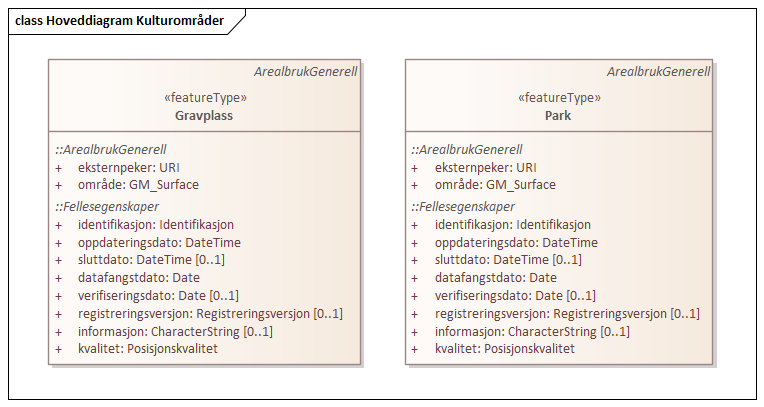 class Hoveddiagram Kulturområder
ArealbrukGenerell
«featureType»
Gravplass
::ArealbrukGenerell
+ eksternpeker: URI
+ område: GM_Surface
::Fellesegenskaper
+ identifikasjon: Identifikasjon
+ oppdateringsdato: DateTime
+ sluttdato: DateTime [0..1]
+ datafangstdato: Date
+ verifiseringsdato: Date [0..1]
+ registreringsversjon: Registreringsversjon [0..1]
+ informasjon: CharacterString [0..1]
+ kvalitet: Posisjonskvalitet
ArealbrukGenerell
«featureType»
Park
::ArealbrukGenerell
+ eksternpeker: URI
+ område: GM_Surface
::Fellesegenskaper
+ identifikasjon: Identifikasjon
+ oppdateringsdato: DateTime
+ sluttdato: DateTime [0..1]
+ datafangstdato: Date
+ verifiseringsdato: Date [0..1]
+ registreringsversjon: Registreringsversjon [0..1]
+ informasjon: CharacterString [0..1]
+ kvalitet: Posisjonskvalitet